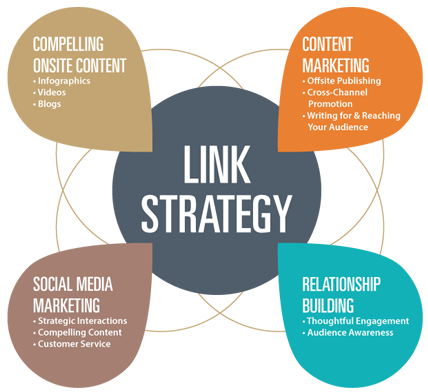 COMPELLING
ONSITE CONTENT
• Infographics
• Videos
• Blogs
CONTENT
MARKETING
• Offsite Publishing
• Cross-Channel
Promotion
• Writing for & Reaching
Your Audience
LINK
STRATEGY
SOCIAL MEDIA
MARKETING
• Strategic Interactions
• Compelling Content
• Customer Service
RELATIONSHIP
BUILDING
• Thoughtful Engagement
• Audience Awareness